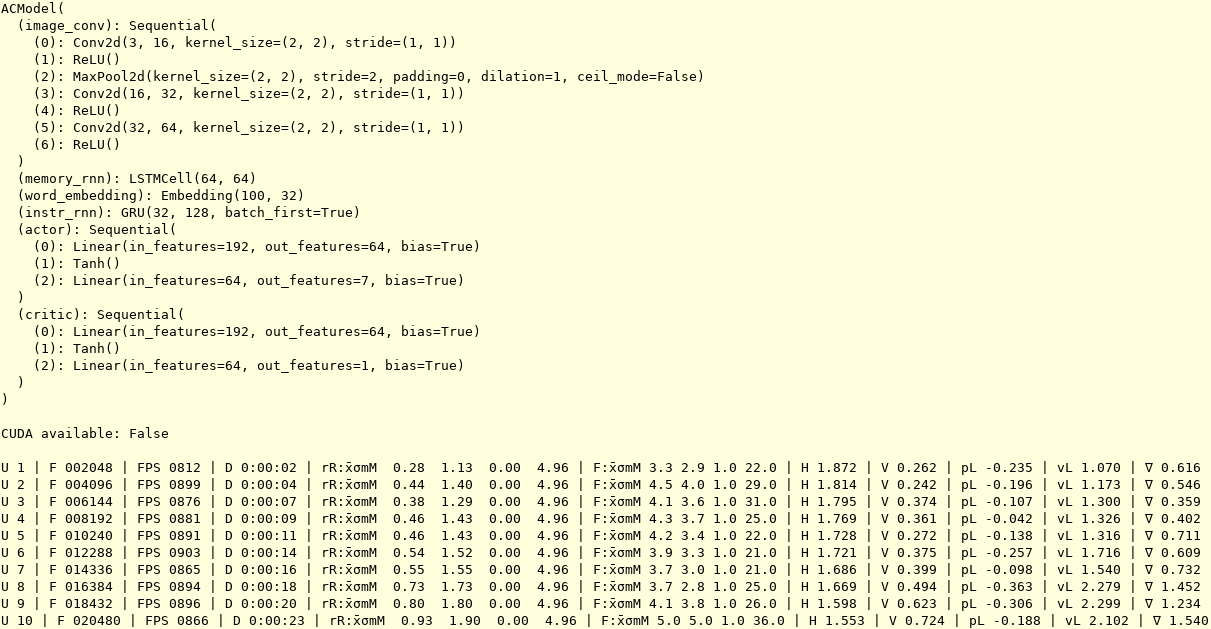 ACModel(
  (image_conv): Sequential(
    (0): Conv2d(3, 16, kernel_size=(2, 2), stride=(1, 1))
    (1): ReLU()
    (2): MaxPool2d(kernel_size=(2, 2), stride=2, padding=0, dilation=1, ceil_mode=False)
    (3): Conv2d(16, 32, kernel_size=(2, 2), stride=(1, 1))
    (4): ReLU()
    (5): Conv2d(32, 64, kernel_size=(2, 2), stride=(1, 1))
    (6): ReLU()
  )
  (memory_rnn): LSTMCell(64, 64)
  (word_embedding): Embedding(100, 32)
  (instr_rnn): GRU(32, 128, batch_first=True)
  (actor): Sequential(
    (0): Linear(in_features=192, out_features=64, bias=True)
    (1): Tanh()
    (2): Linear(in_features=64, out_features=7, bias=True)
  )
  (critic): Sequential(
    (0): Linear(in_features=192, out_features=64, bias=True)
    (1): Tanh()
    (2): Linear(in_features=64, out_features=1, bias=True)
  )
)
CUDA available: False
U 1 | F 002048 | FPS 0812 | D 0:00:02 | rR:x̄σmM  0.28  1.13  0.00  4.96 | F:x̄σmM 3.3 2.9 1.0 22.0 | H 1.872 | V 0.262 | pL -0.235 | vL 1.070 | ∇ 0.616
U 2 | F 004096 | FPS 0899 | D 0:00:04 | rR:x̄σmM  0.44  1.40  0.00  4.96 | F:x̄σmM 4.5 4.0 1.0 29.0 | H 1.814 | V 0.242 | pL -0.196 | vL 1.173 | ∇ 0.546
U 3 | F 006144 | FPS 0876 | D 0:00:07 | rR:x̄σmM  0.38  1.29  0.00  4.96 | F:x̄σmM 4.1 3.6 1.0 31.0 | H 1.795 | V 0.374 | pL -0.107 | vL 1.300 | ∇ 0.359
U 4 | F 008192 | FPS 0881 | D 0:00:09 | rR:x̄σmM  0.46  1.43  0.00  4.96 | F:x̄σmM 4.3 3.7 1.0 25.0 | H 1.769 | V 0.361 | pL -0.042 | vL 1.326 | ∇ 0.402
U 5 | F 010240 | FPS 0891 | D 0:00:11 | rR:x̄σmM  0.46  1.43  0.00  4.96 | F:x̄σmM 4.2 3.4 1.0 22.0 | H 1.728 | V 0.272 | pL -0.138 | vL 1.316 | ∇ 0.711
U 6 | F 012288 | FPS 0903 | D 0:00:14 | rR:x̄σmM  0.54  1.52  0.00  4.96 | F:x̄σmM 3.9 3.3 1.0 21.0 | H 1.721 | V 0.375 | pL -0.257 | vL 1.716 | ∇ 0.609
U 7 | F 014336 | FPS 0865 | D 0:00:16 | rR:x̄σmM  0.55  1.55  0.00  4.96 | F:x̄σmM 3.7 3.0 1.0 21.0 | H 1.686 | V 0.399 | pL -0.098 | vL 1.540 | ∇ 0.732
U 8 | F 016384 | FPS 0894 | D 0:00:18 | rR:x̄σmM  0.73  1.73  0.00  4.96 | F:x̄σmM 3.7 2.8 1.0 25.0 | H 1.669 | V 0.494 | pL -0.363 | vL 2.279 | ∇ 1.452
U 9 | F 018432 | FPS 0896 | D 0:00:20 | rR:x̄σmM  0.80  1.80  0.00  4.96 | F:x̄σmM 4.1 3.8 1.0 26.0 | H 1.598 | V 0.623 | pL -0.306 | vL 2.299 | ∇ 1.234
U 10 | F 020480 | FPS 0866 | D 0:00:23 | rR:x̄σmM  0.93  1.90  0.00  4.96 | F:x̄σmM 5.0 5.0 1.0 36.0 | H 1.553 | V 0.724 | pL -0.188 | vL 2.102 | ∇ 1.540